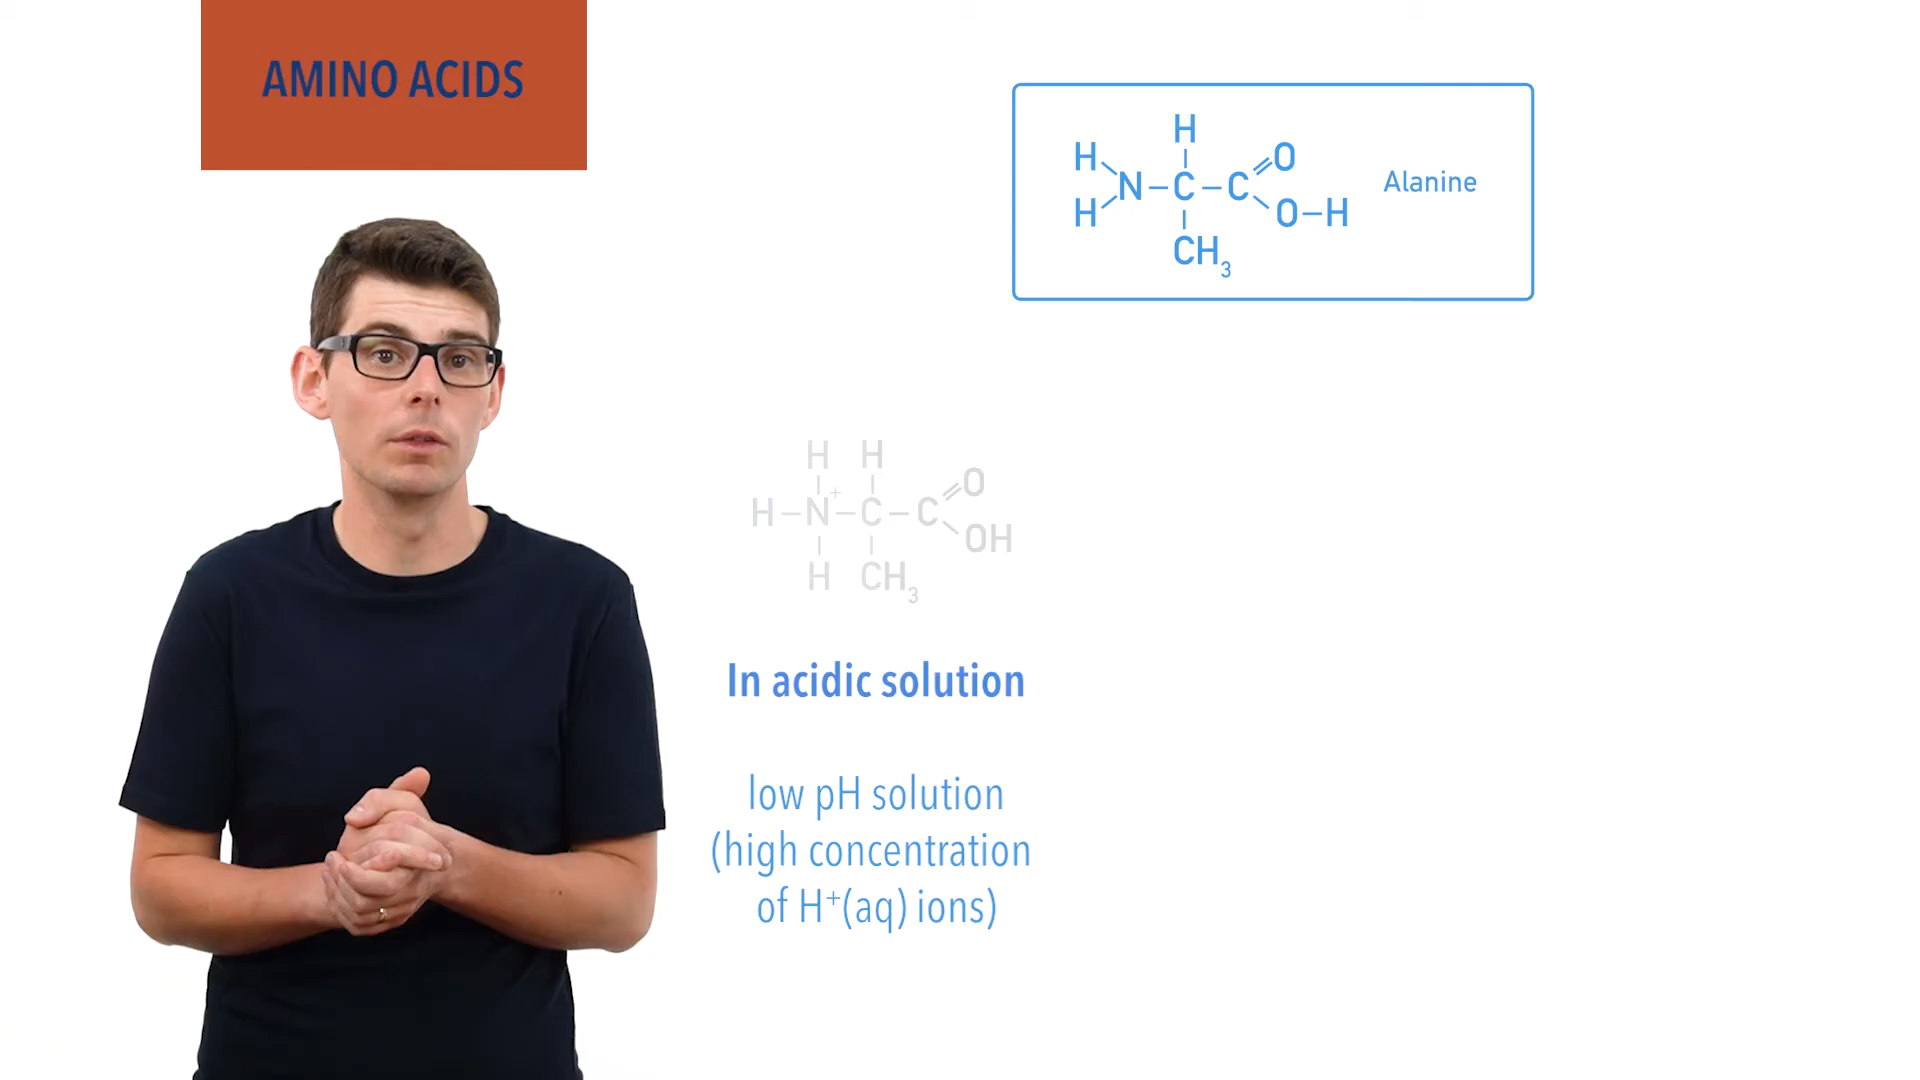 AMINO ACIDS
H
H
O
N
C
C
Alanine
H
O
H
CH₃
H
H
O
H
N⁺
C
C
OH
H
CH₃
In acidic solution
low pH solution
(high concentration
of H⁺(aq) ions)